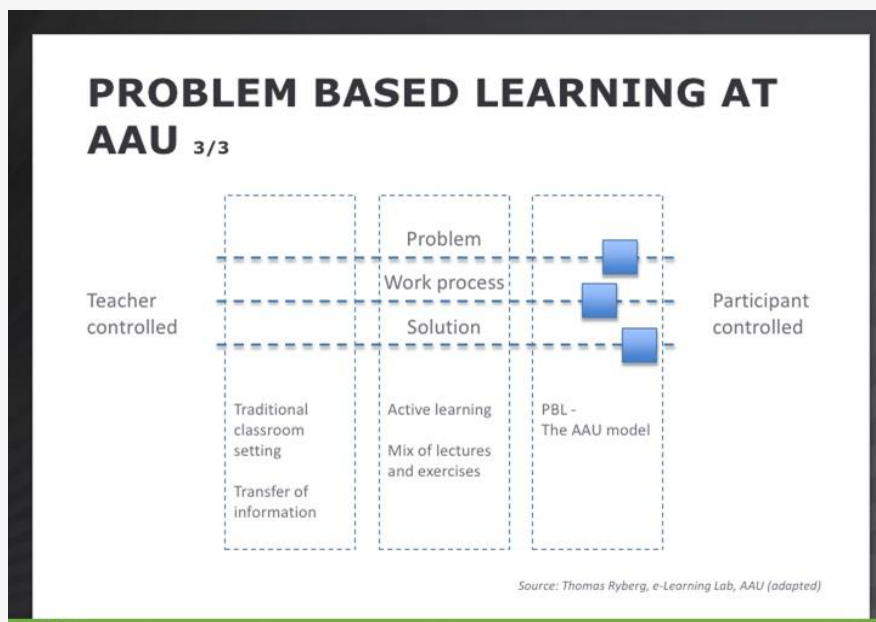 PROBLEM BASED LEARNING AT
AAU 3/3
Problem
Work process
Solution
Teacher
controlled
Participant
controlled
Traditional
classroom
setting
Transfer of
information
Active learning
Mix of lectures
and exercises
PBL -
The AAU model
Source: Thomas Ryberg, e-Learning Lab, AAU (adapted)